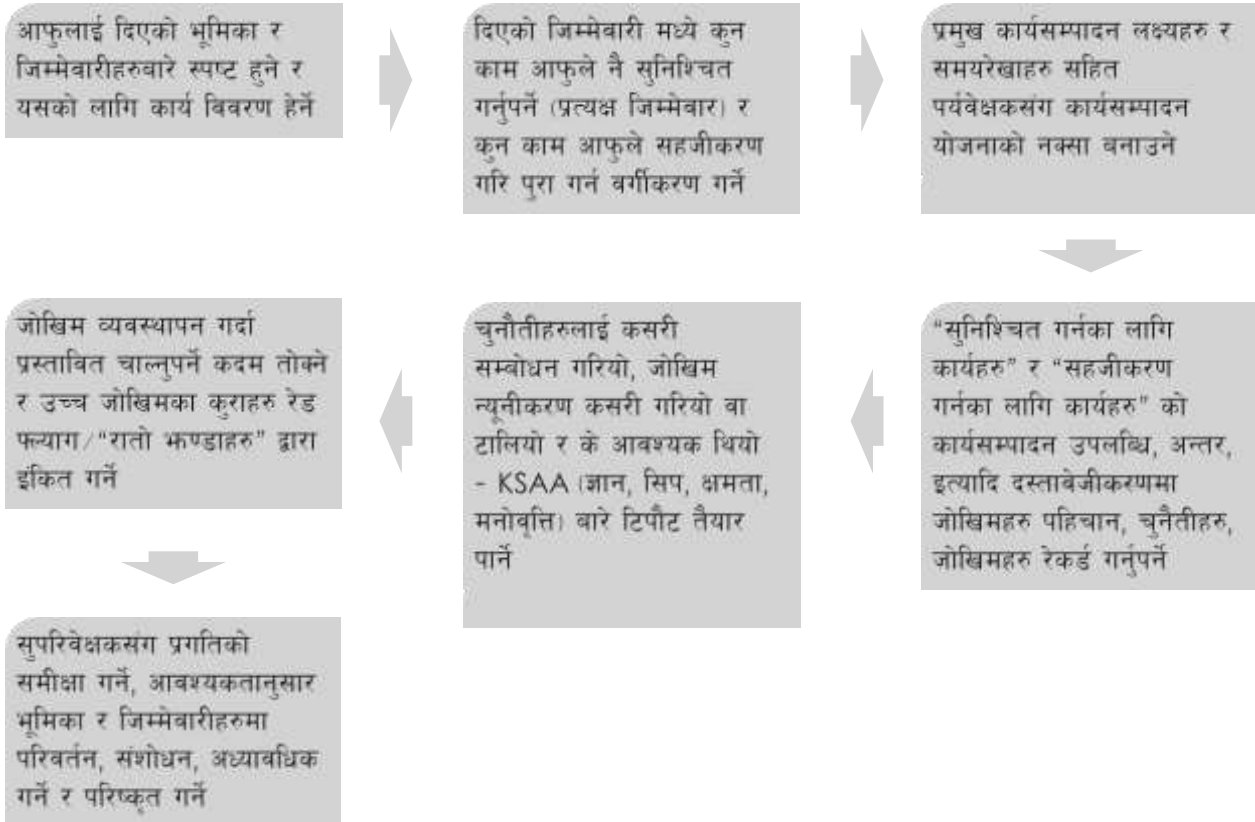 आफुलाई दिएको भूमिका र
जिम्मेवारीहरुबारे स्पष्ट हुने र
यसको लागि कार्य विवरण हेर्ने
दिएको जिम्मेवारी मध्ये कुन
काम आफुले नै सुनिश्चित
गर्नुपर्ने (प्रत्यक्ष जिम्मेवार) र
कुन काम आफुले सहजीकरण
गरि पुरा गर्न वर्गीकरण गर्ने
प्रमुख कार्यसम्पादन लक्ष्यहरु र
समयरेखाहरु सहित
पर्यवेक्षकसंग कार्यसम्पादन
योजनाको नक्सा बनाउने
“सुनिश्चित गर्नका लागि
कार्यहरु” र “सहजीकरण
गर्नका लागि कार्यहरु” को
कार्यसम्पादन उपलब्धि, अन्तर,
इत्यादि दस्ताबेजीकरणमा
जोखिमहरु पहिचान, चुनैतीहरु,
जोखिमहरु रेकर्ड गर्नुपर्ने
चुनौतीहरुलाई कसरी
सम्बोधन गरियो, जोखिम
न्यूनीकरण कसरी गरियो वा
टालियो र के आवश्यक थियो
- KSAA (ज्ञान, सिप, क्षमता,
मनोवृत्ति) बारे टिपौट तैयार
पार्ने
जोखिम व्यवस्थापन गर्दा
प्रस्तावित चाल्नुपर्ने कदम तोक्ने
र उच्च जोखिमका कुराहरु रेड
फ्ल्याग/“रातो झण्डाहरु” द्वारा
इंकित गर्ने
सुपरिवेक्षकसंग प्रगतिको
समीक्षा गर्ने, आवश्यकतानुसार
भूमिका र जिम्मेवारीहरुमा
परिवर्तन, संशोधन, अध्यावधिक
गर्ने र परिष्कृत गर्ने